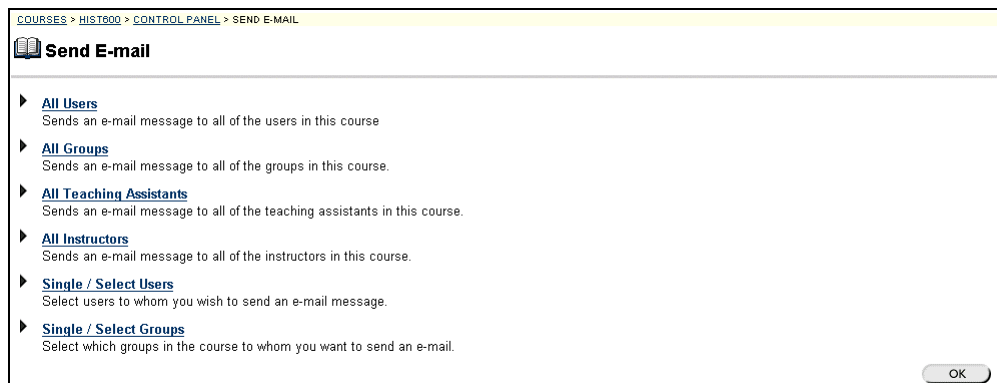 COURSES > HIST600 > CONTROL PANEL > SEND E-MAIL
Send E-mail
All Users
Sends an e-mail message to all of the users in this course
All Groups
Sends an e-mail message to all of the groups in this course.
All Teaching Assistants
Sends an e-mail message to all of the teaching assistants in this course.
All Instructors
Sends an e-mail message to all of the instructors in this course.
Single / Select Users
Select users to whom you wish to send an e-mail message.
Single / Select Groups
Select which groups in the course to whom you want to send an e-mail.
OK